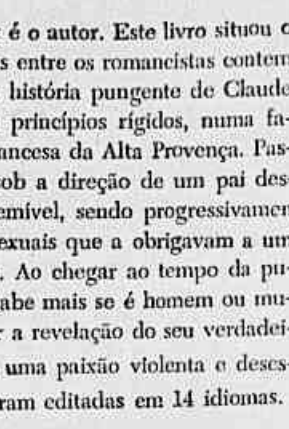 é o autor. Este livro situou o
s entre os romancistas contem
história pungente de Claude
princípios rígidos, numa fa-
ancesa da Alta Provença. Pas-
ob a direção de um pai des-
emível, sendo progressivamen
exuais que a obrigavam a um
. Ao chegar ao tempo da pu-
abe mais se é homem ou mu-
r a revelação do seu verdadei-
uma paixão violenta e deses-
ram editadas em 14 idiomas.